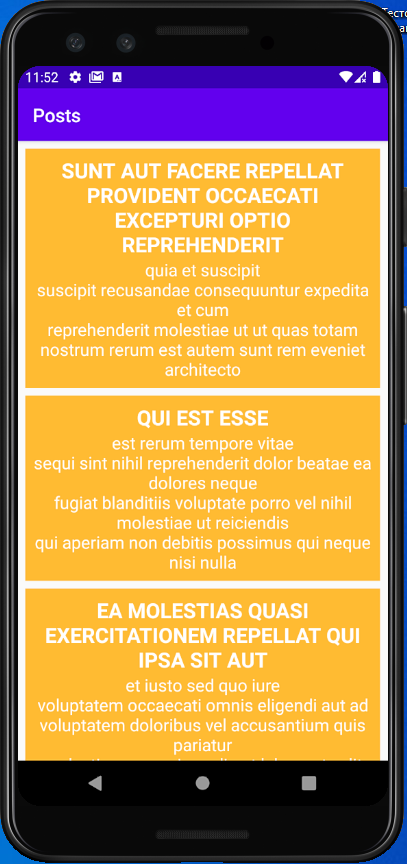 Тесто
11:52
Posts
SUNT AUT FACERE REPELLAT
PROVIDENT OCCAECATI
EXCEPTURI OPTIO
REPREHENDERIT
quia et suscipit
suscipit recusandae consequuntur expedita
et cum
reprehenderit molestiae ut ut quas totam
nostrum rerum est autem sunt rem eveniet
architecto
QUI EST ESSE
est rerum tempore vitae
sequi sint nihil reprehenderit dolor beatae ea
dolores neque
fugiat blanditiis voluptate porro vel nihil
molestiae ut reiciendis
qui aperiam non debitis possimus qui neque
nisi nulla
EA MOLESTIAS QUASI
EXERCITATIONEM REPELLAT QUI
IPSA SIT AUT
et iusto sed quo iure
voluptatem occaecati omnis eligendi aut ad
voluptatem doloribus vel accusantium quis
pariatur